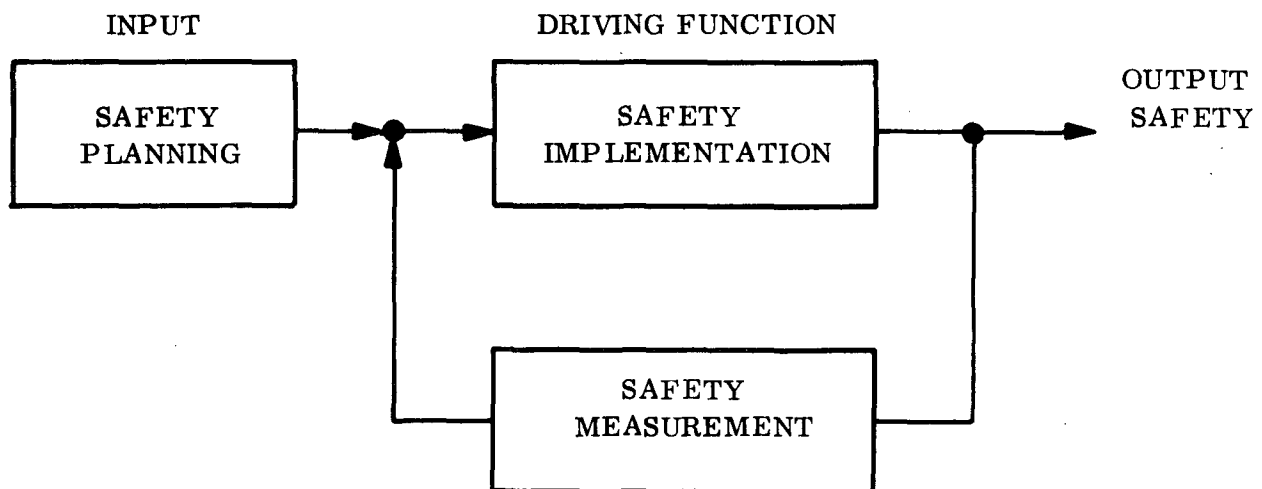 INPUT
DRIVING FUNCTION
SAFETY
PLANNING
SAFETY
IMPLEMENTATION
OUTPUT
SAFETY
SAFETY
MEASUREMENT